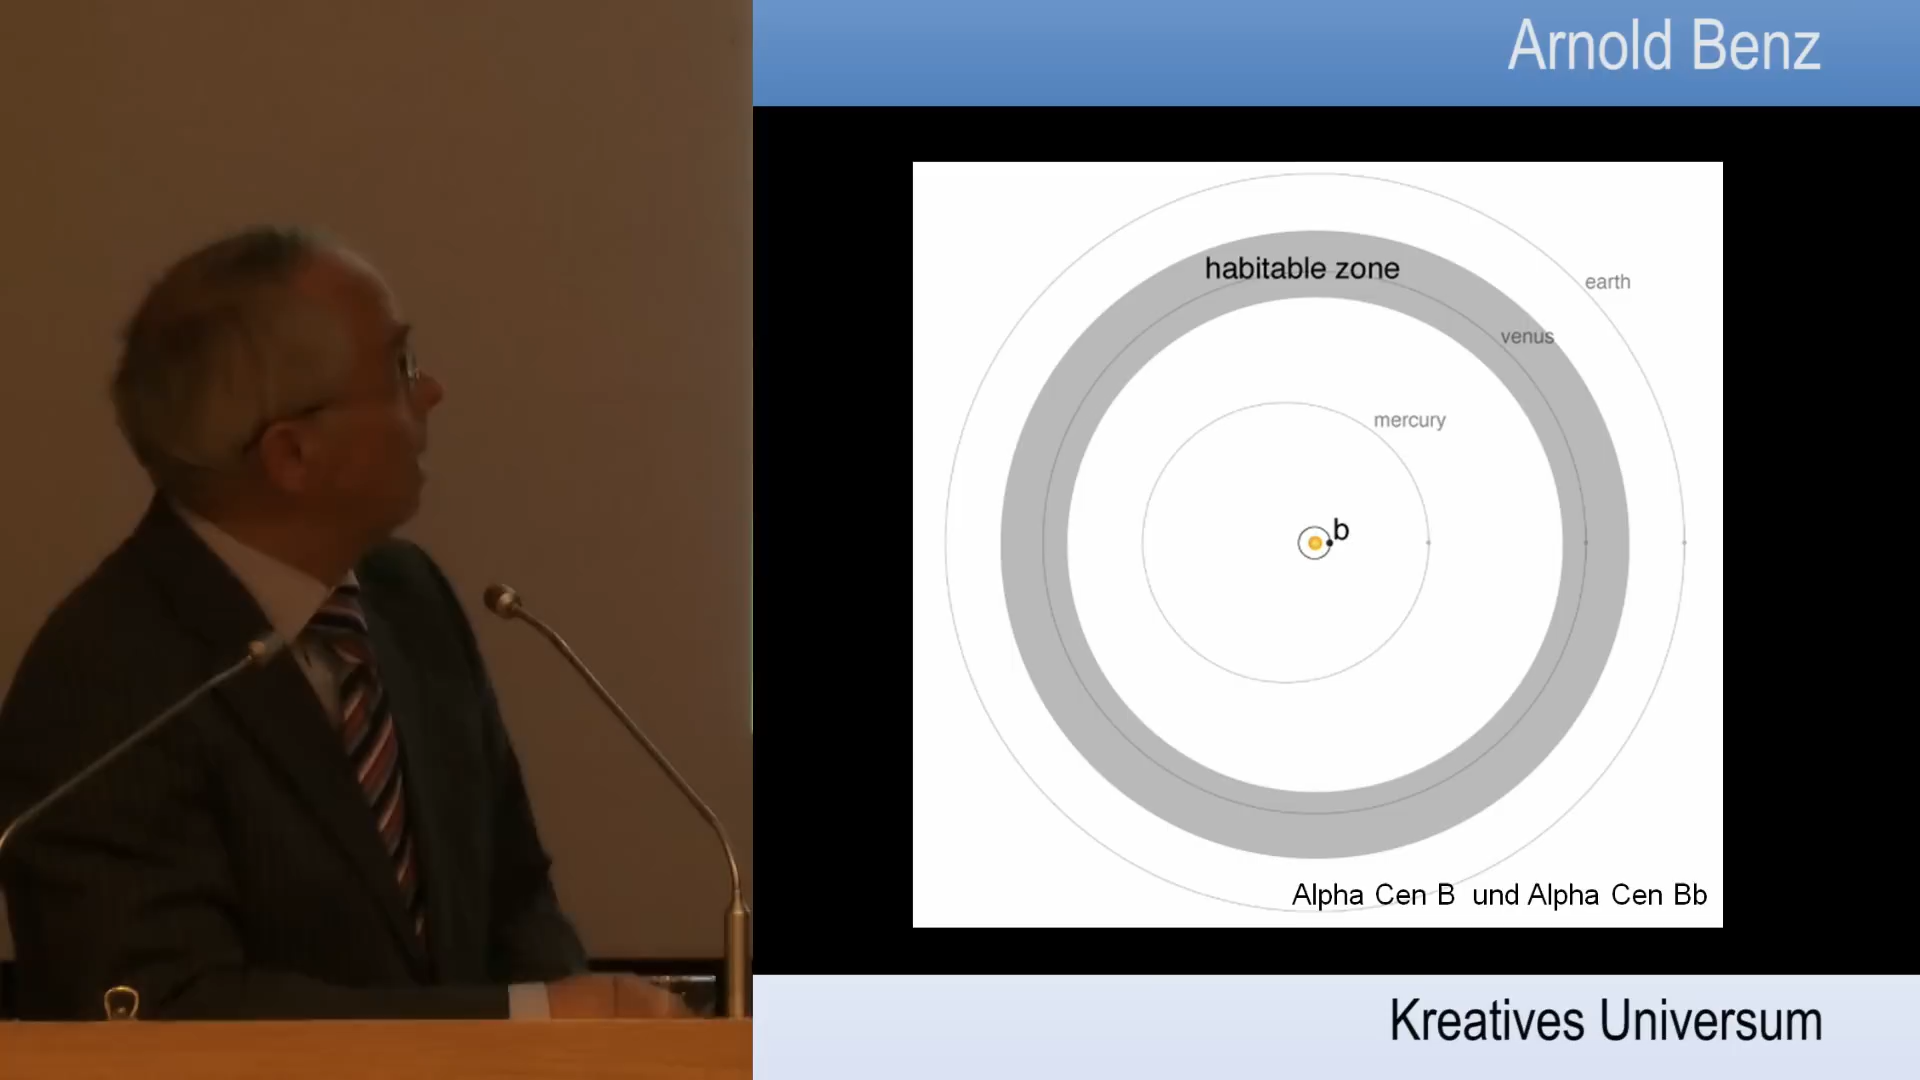 Arnold Benz
habitable zone
earth
venus
mercury
b
Alpha Cen B und Alpha Cen Bb
Kreatives Universum